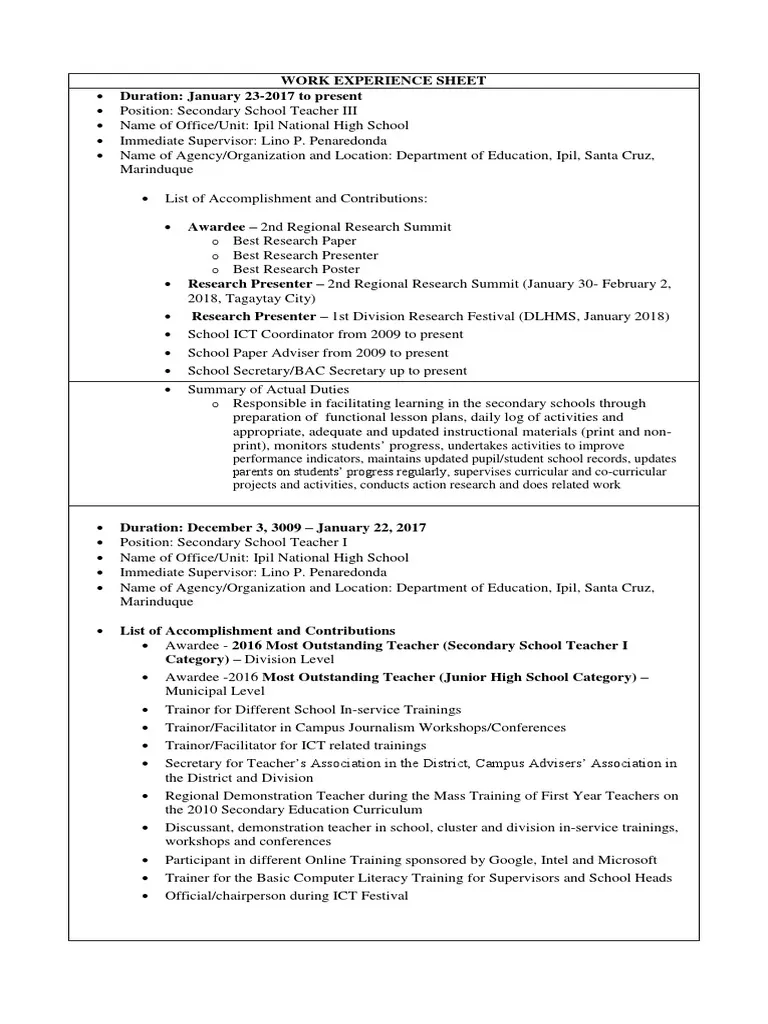 WORK EXPERIENCE SHEET
• Duration: January 23-2017 to present
• Position: Secondary School Teacher III
• Name of Office/Unit: Ipil National High School
• Immediate Supervisor: Lino P. Penaredonda
• Name of Agency/Organization and Location: Department of Education, Ipil, Santa Cruz,
Marinduque
• List of Accomplishment and Contributions:
• Awardee – 2nd Regional Research Summit
o Best Research Paper
o Best Research Presenter
o Best Research Poster
• Research Presenter – 2nd Regional Research Summit (January 30- February 2,
2018, Tagaytay City)
• Research Presenter – 1st Division Research Festival (DLHMS, January 2018)
• School ICT Coordinator from 2009 to present
• School Paper Adviser from 2009 to present
• School Secretary/BAC Secretary up to present
• Summary of Actual Duties
o Responsible in facilitating learning in the secondary schools through
preparation of functional lesson plans, daily log of activities and
appropriate, adequate and updated instructional materials (print and non-
print), monitors students’ progress, undertakes activities to improve
performance indicators, maintains updated pupil/student school records, updates
parents on students’ progress regularly, supervises curricular and co-curricular
projects and activities, conducts action research and does related work
• Duration: December 3, 3009 – January 22, 2017
• Position: Secondary School Teacher I
• Name of Office/Unit: Ipil National High School
• Immediate Supervisor: Lino P. Penaredonda
• Name of Agency/Organization and Location: Department of Education, Ipil, Santa Cruz,
Marinduque
• List of Accomplishment and Contributions
• Awardee - 2016 Most Outstanding Teacher (Secondary School Teacher I
Category) – Division Level
• Awardee -2016 Most Outstanding Teacher (Junior High School Category) –
Municipal Level
• Trainor for Different School In-service Trainings
• Trainor/Facilitator in Campus Journalism Workshops/Conferences
• Trainor/Facilitator for ICT related trainings
• Secretary for Teacher’s Association in the District, Campus Advisers’ Association in
the District and Division
• Regional Demonstration Teacher during the Mass Training of First Year Teachers on
the 2010 Secondary Education Curriculum
• Discussant, demonstration teacher in school, cluster and division in-service trainings,
workshops and conferences
• Participant in different Online Training sponsored by Google, Intel and Microsoft
• Trainer for the Basic Computer Literacy Training for Supervisors and School Heads
• Official/chairperson during ICT Festival